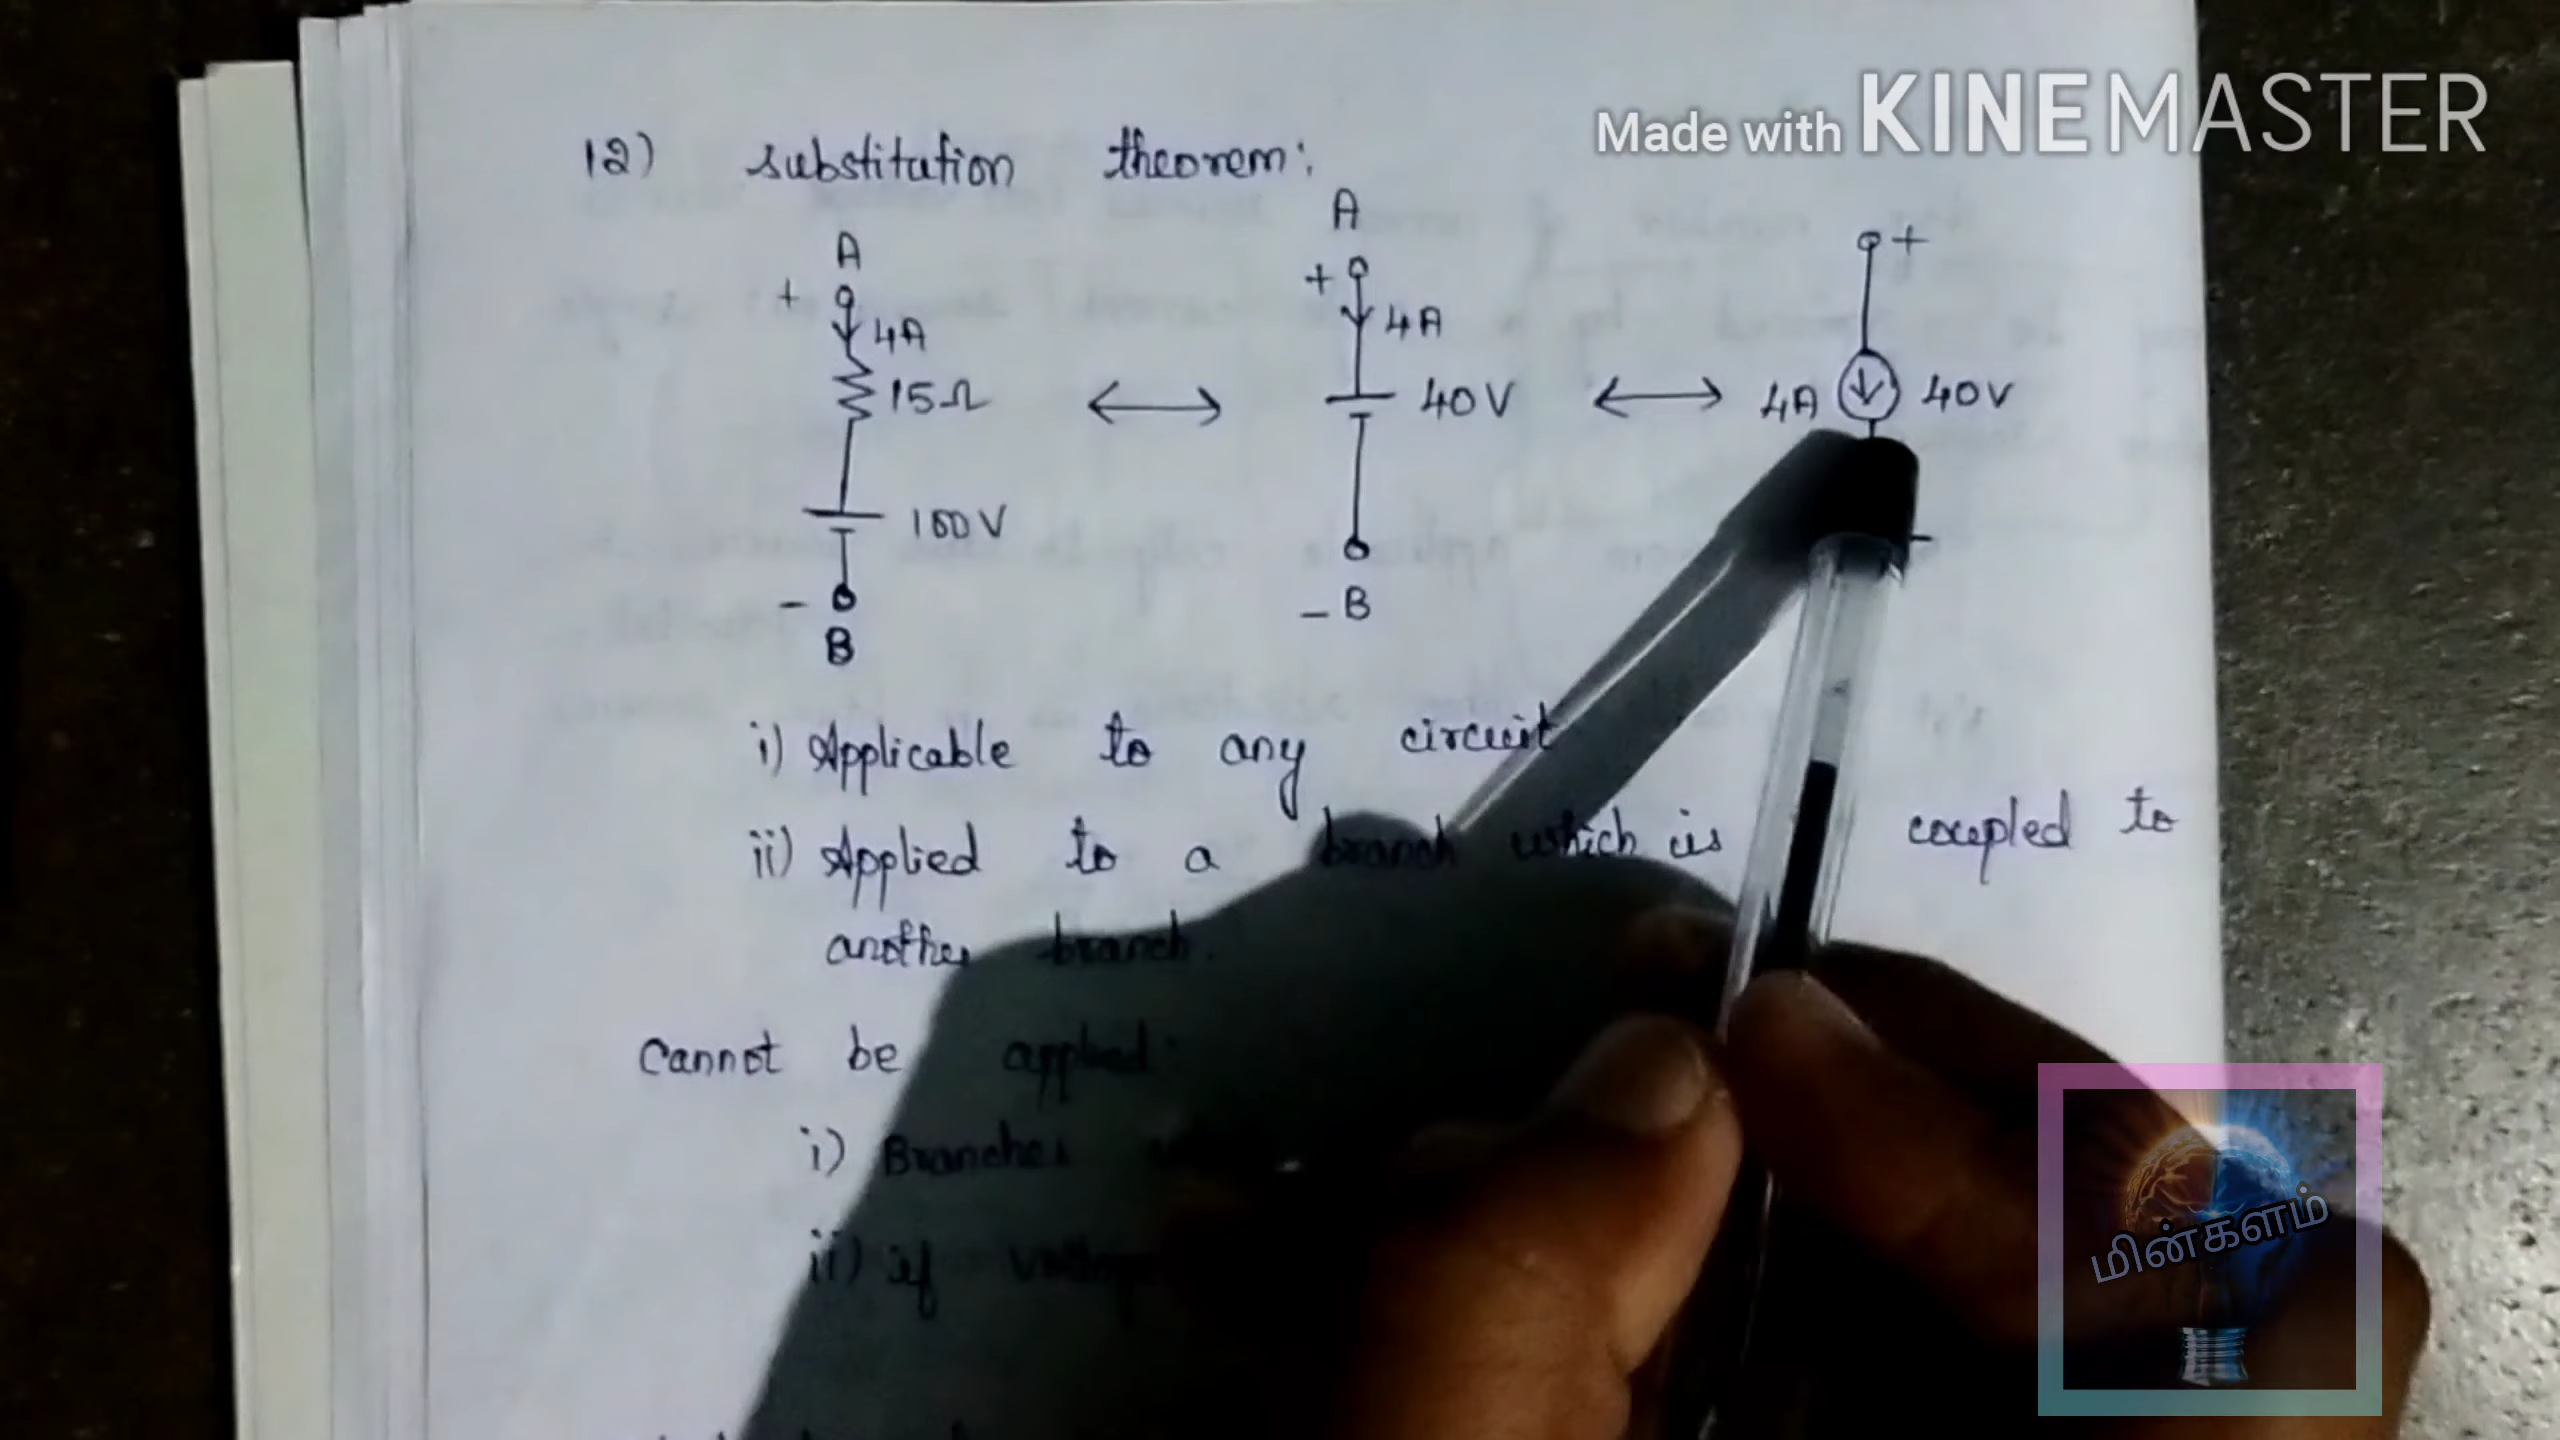 Made with KINEMASTER
12) substitution theorem:
A A
+ + +
4A 4A
15Ω 40V 4A 40V
- B - B
i) Applicable to any circuit
ii) Applied to a branch which is coupled to
another branch.
Cannot be applied:
i) Branches
ii) if
மின்களம்